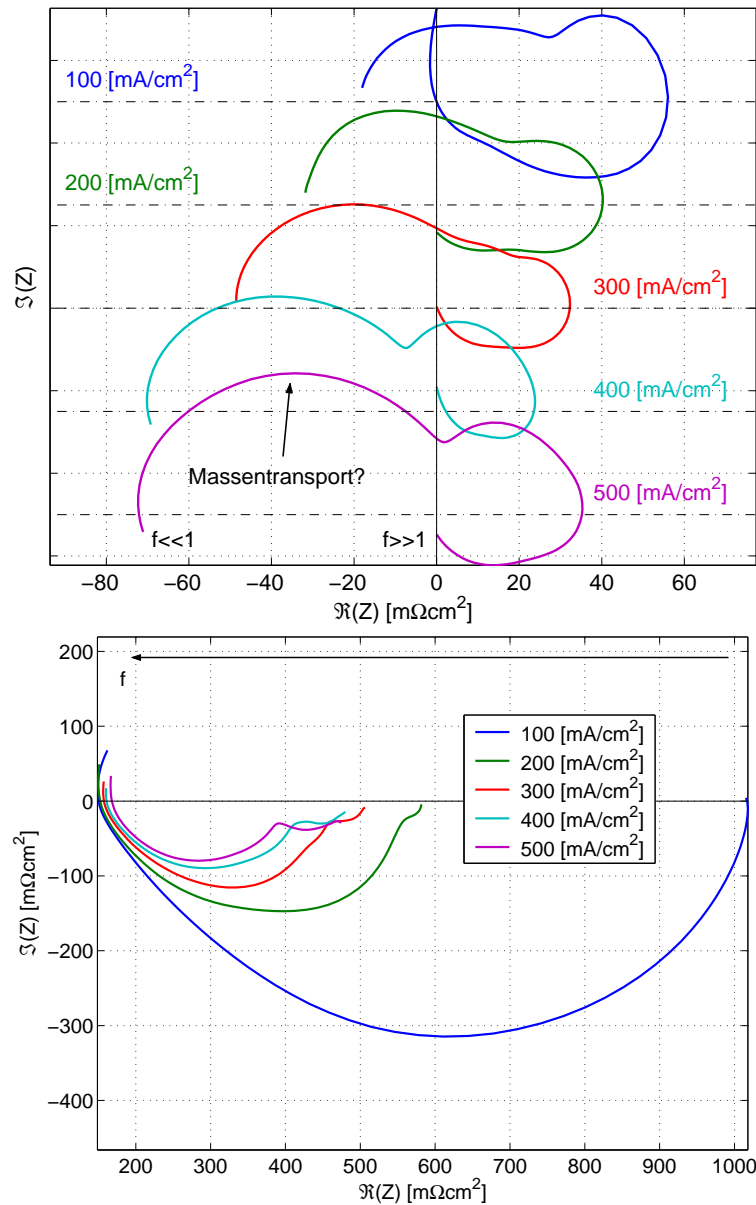 100 [mA/cm²]
200 [mA/cm²]
300 [mA/cm²]
400 [mA/cm²]
500 [mA/cm²]
Massentransport?
f<<1
f>>1
ℑ(Z)
−80 −60 −40 −20 0 20 40 60
ℜ(Z) [mΩcm²]
200
100
0
−100
−200
−300
−400
f
100 [mA/cm²]
200 [mA/cm²]
300 [mA/cm²]
400 [mA/cm²]
500 [mA/cm²]
ℑ(Z) [mΩcm²]
200 300 400 500 600 700 800 900 1000
ℜ(Z) [mΩcm²]